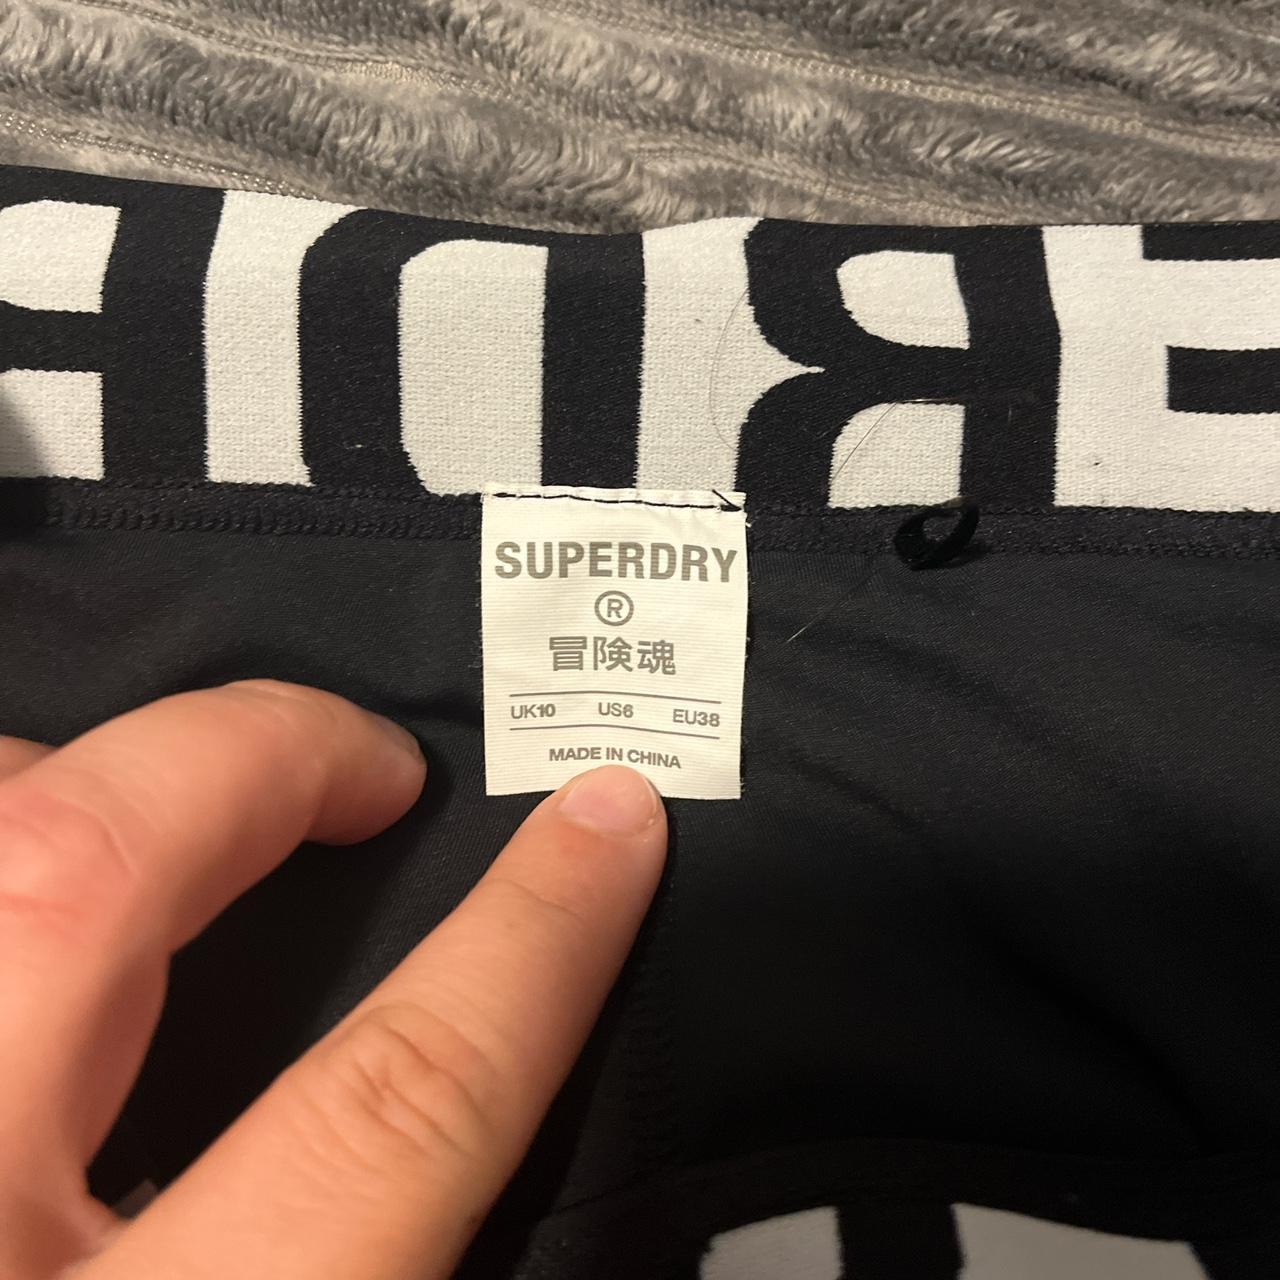 SUPERDRY
®
冒険魂
UK10 US6 EU38
MADE IN CHINA